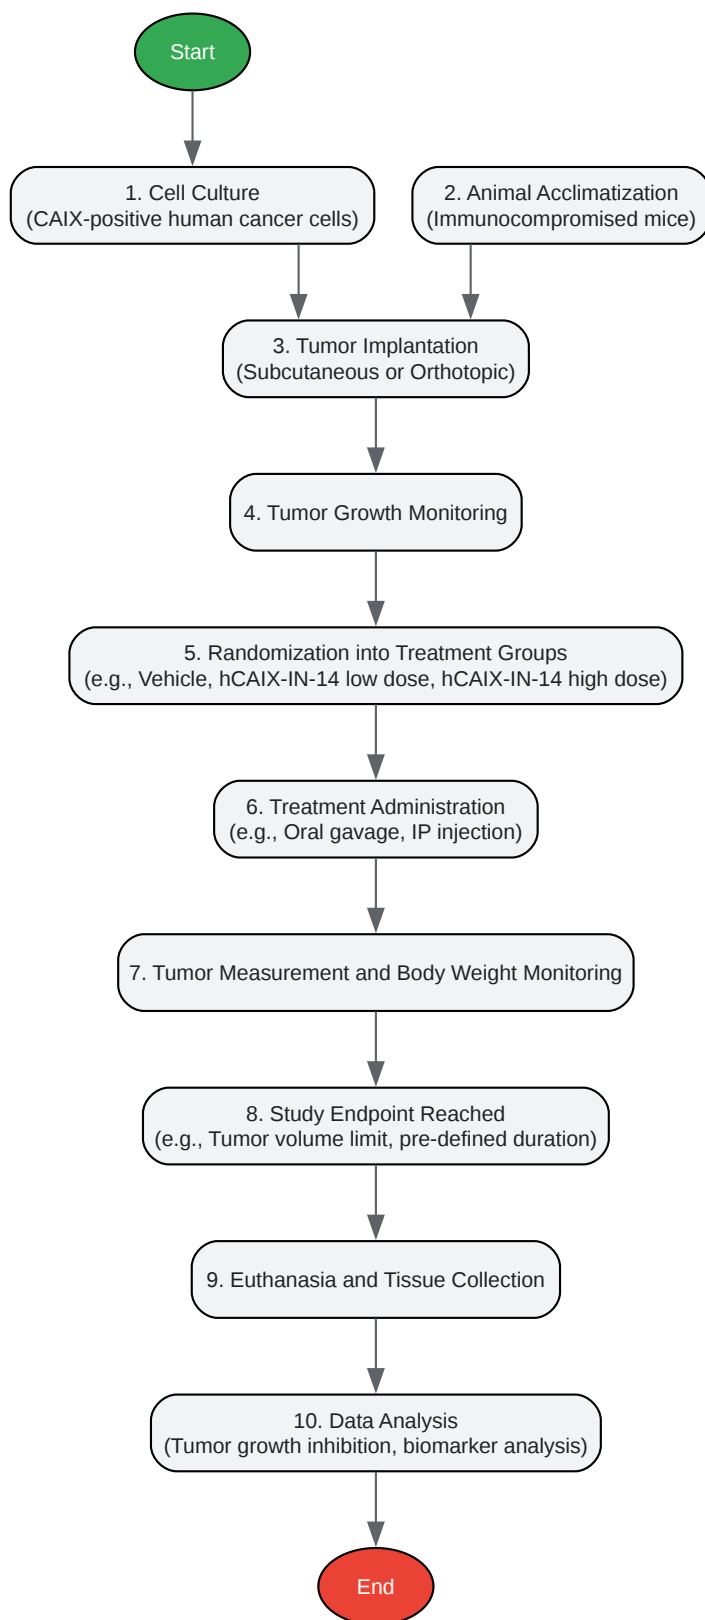 Start
1. Cell Culture
(CAIX-positive human cancer cells)
2. Animal Acclimatization
(Immunocompromised mice)
3. Tumor Implantation
(Subcutaneous or Orthotopic)
4. Tumor Growth Monitoring
5. Randomization into Treatment Groups
(e.g., Vehicle, hCAIX-IN-14 low dose, hCAIX-IN-14 high dose)
6. Treatment Administration
(e.g., Oral gavage, IP injection)
7. Tumor Measurement and Body Weight Monitoring
8. Study Endpoint Reached
(e.g., Tumor volume limit, pre-defined duration)
9. Euthanasia and Tissue Collection
10. Data Analysis
(Tumor growth inhibition, biomarker analysis)
End